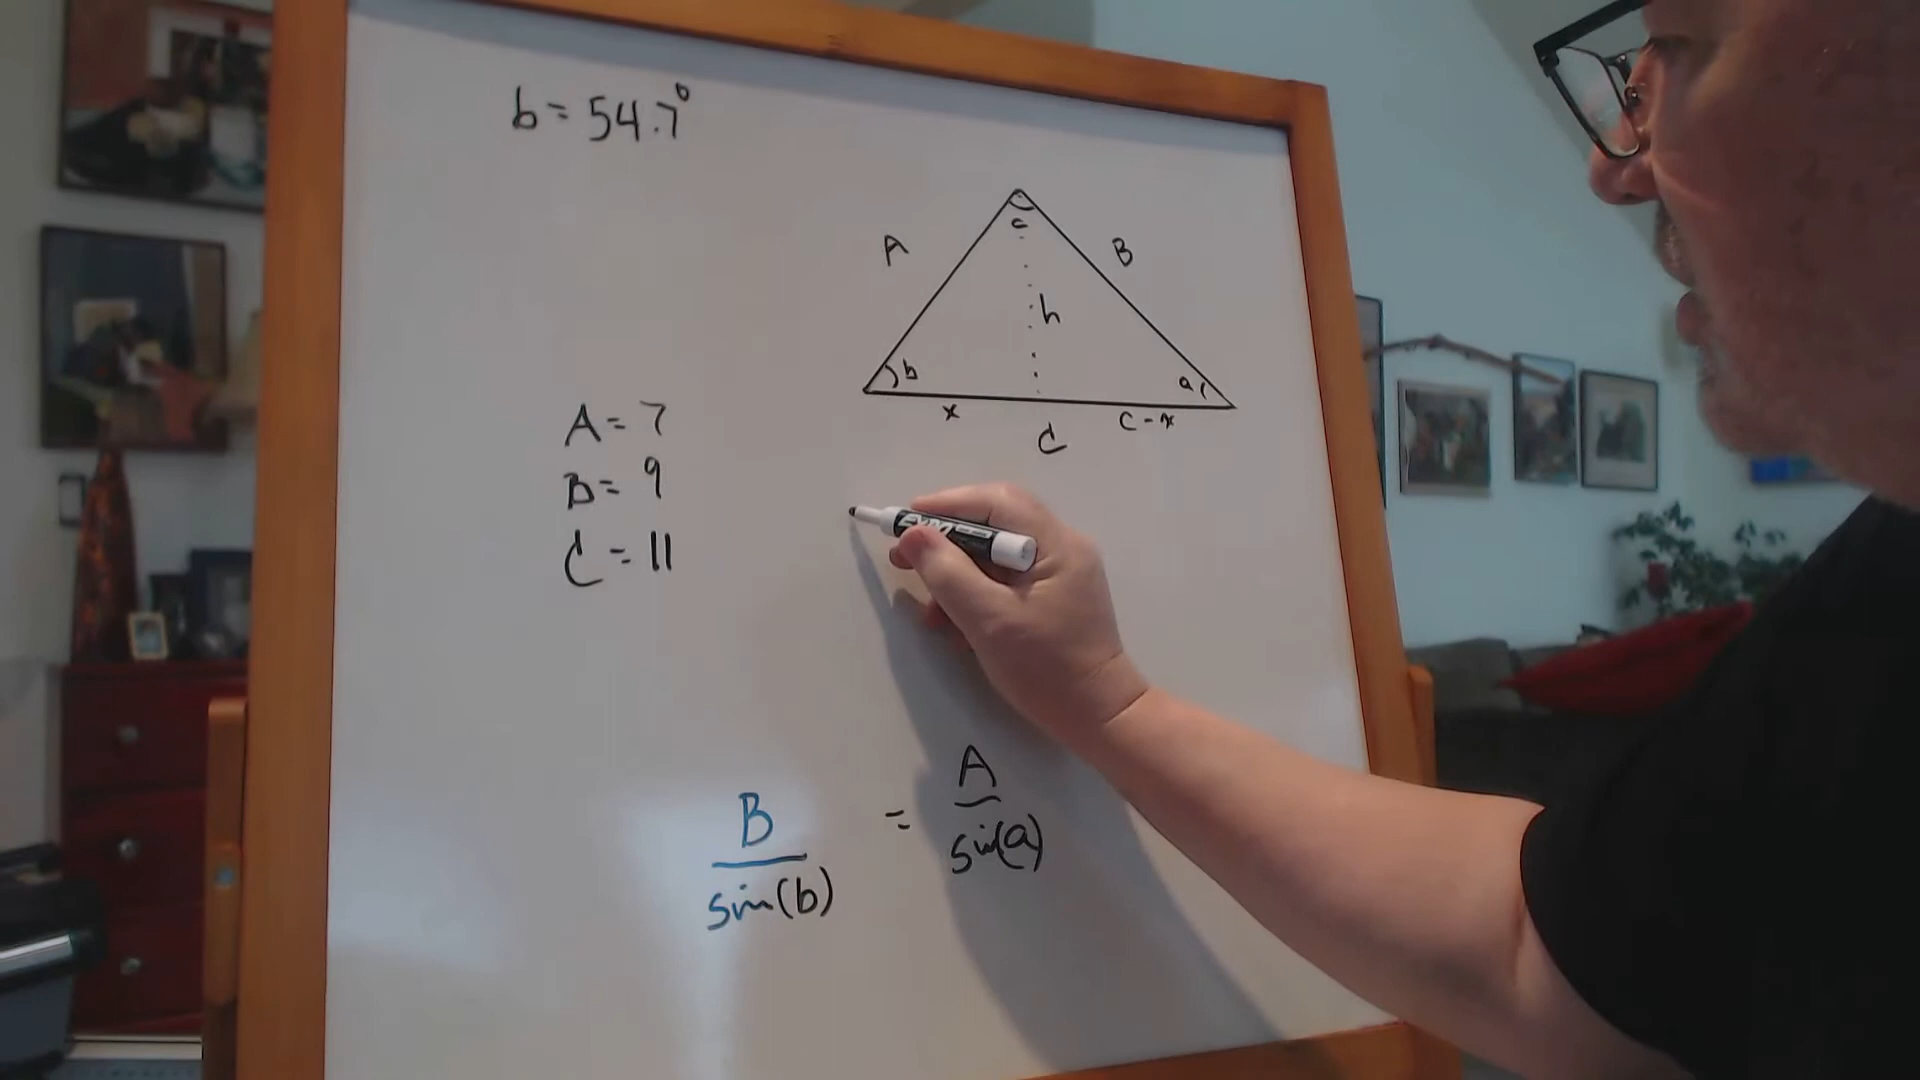 b = 54.7°
c
A
B
h
b
a
x
C - x
C
A = 7
B = 9
C = 11
B / sin(b) = A / sin(a)